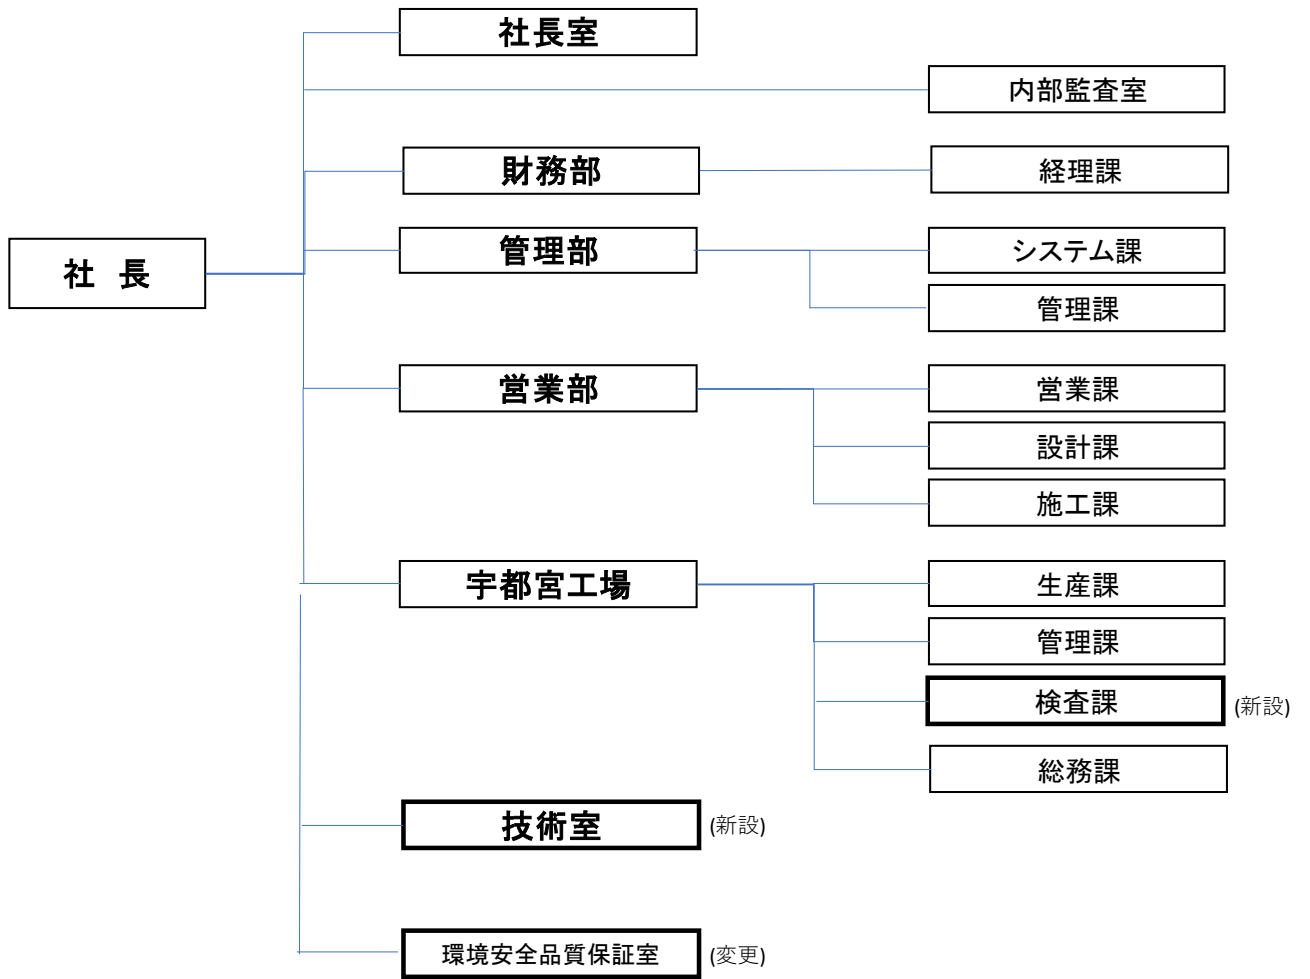 社長室
内部監査室
財務部
経理課
社 長
管理部
システム課
管理課
営業部
営業課
設計課
施工課
宇都宮工場
生産課
管理課
検査課 (新設)
総務課
技術室 (新設)
環境安全品質保証室 (変更)